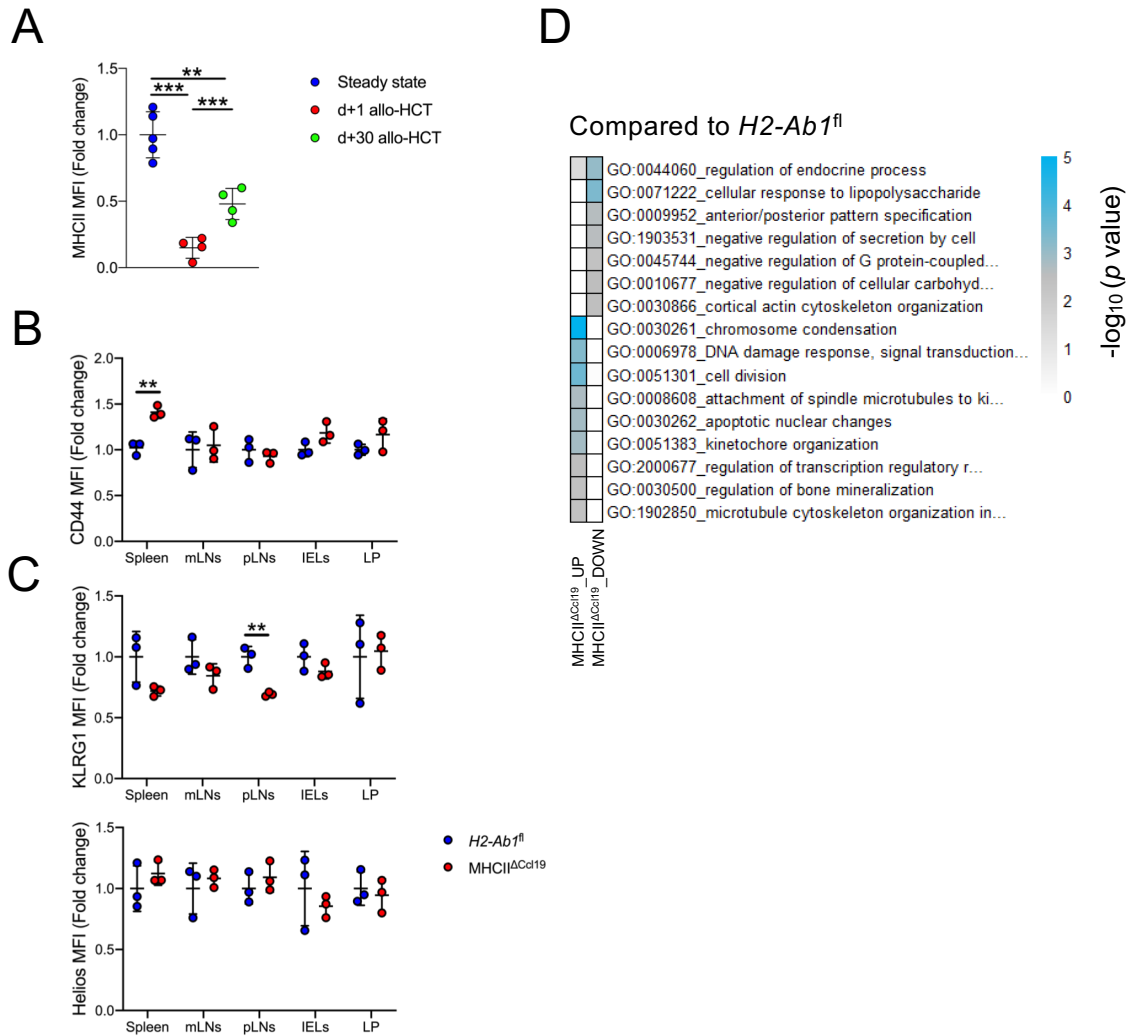 A
MHCII MFI (Fold change)
1.5
1.0
0.5
0.0
**
***
***
Steady state
d+1 allo-HCT
d+30 allo-HCT
B
CD44 MFI (Fold change)
2.0
1.5
1.0
0.5
0.0
**
Spleen mLNs pLNs IELs LP
C
KLRG1 MFI (Fold change)
1.5
1.0
0.5
0.0
**
Spleen mLNs pLNs IELs LP
Helios MFI (Fold change)
1.5
1.0
0.5
0.0
Spleen mLNs pLNs IELs LP
H2-Ab1fl
MHCIIΔCcl19
D
Compared to H2-Ab1fl
GO:0044060_regulation of endocrine process
GO:0071222_cellular response to lipopolysaccharide
GO:0009952_anterior/posterior pattern specification
GO:1903531_negative regulation of secretion by cell
GO:0045744_negative regulation of G protein-coupled...
GO:0010677_negative regulation of cellular carbohyd...
GO:0030866_cortical actin cytoskeleton organization
GO:0030261_chromosome condensation
GO:0006978_DNA damage response, signal transduction...
GO:0051301_cell division
GO:0008608_attachment of spindle microtubules to ki...
GO:0030262_apoptotic nuclear changes
GO:0051383_kinetochore organization
GO:2000677_regulation of transcription regulatory r...
GO:0030500_regulation of bone mineralization
GO:1902850_microtubule cytoskeleton organization in...
MHCIIΔCcl19_UP
MHCIIΔCcl19_DOWN
5
4
3
2
1
0
-log10 (p value)